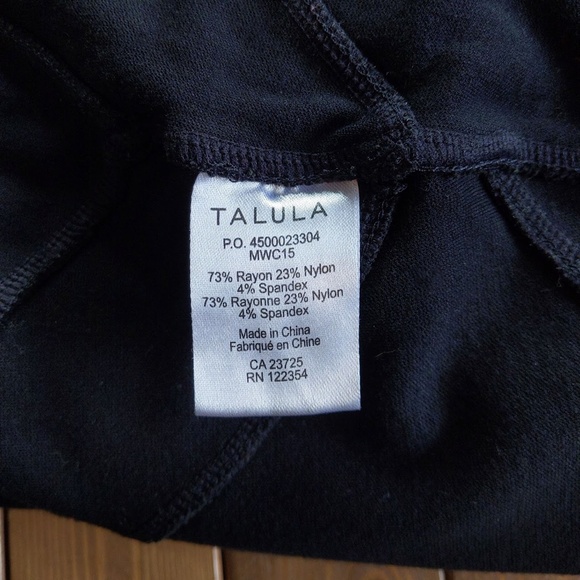 TALULA
P.O. 4500023304
MWC15
73% Rayon 23% Nylon
4% Spandex
73% Rayonne 23% Nylon
4% Spandex
Made in China
Fabriqué en Chine
CA 23725
RN 122354